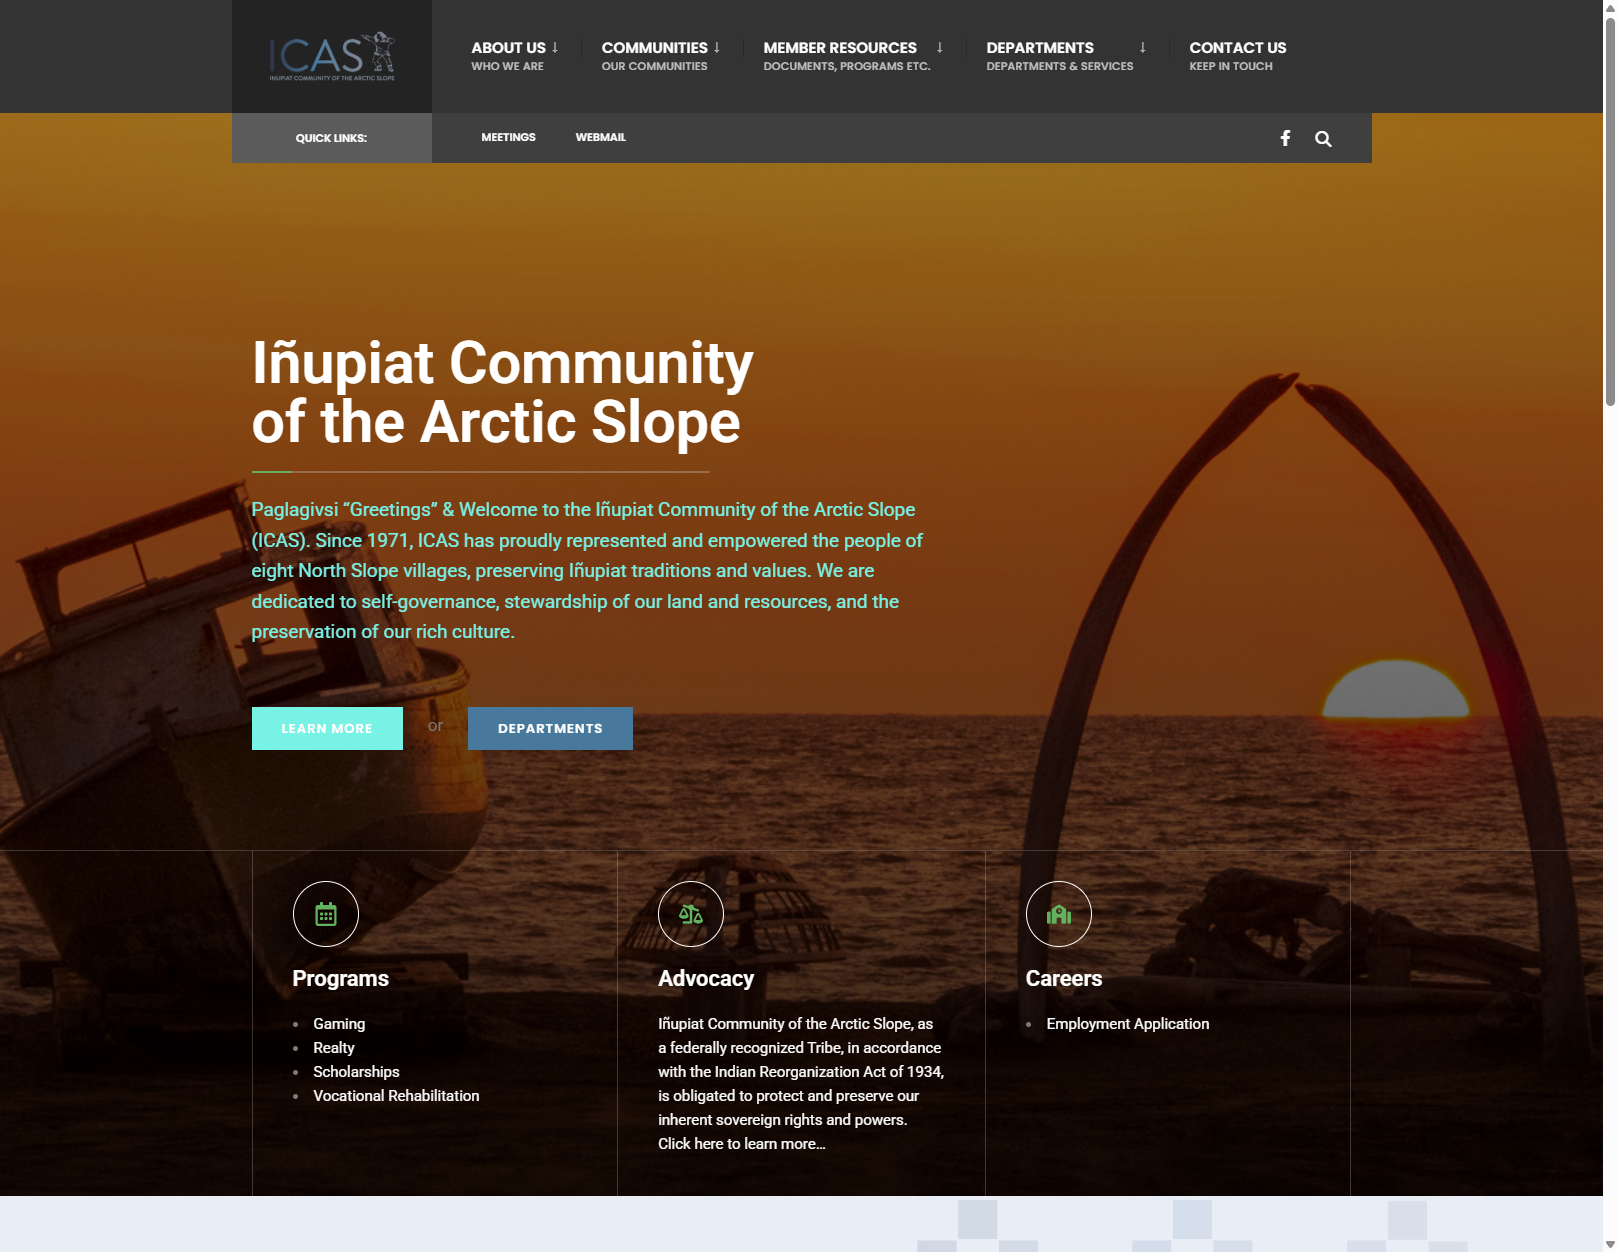 ICAS
INUPIAT COMMUNITY OF THE ARCTIC SLOPE
ABOUT US ↓
WHO WE ARE
COMMUNITIES ↓
OUR COMMUNITIES
MEMBER RESOURCES ↓
DOCUMENTS, PROGRAMS ETC.
DEPARTMENTS ↓
DEPARTMENTS & SERVICES
CONTACT US
KEEP IN TOUCH
QUICK LINKS:
MEETINGS
WEBMAIL
Iñupiat Community
of the Arctic Slope
Paglagivsi “Greetings” & Welcome to the Iñupiat Community of the Arctic Slope
(ICAS). Since 1971, ICAS has proudly represented and empowered the people of
eight North Slope villages, preserving Iñupiat traditions and values. We are
dedicated to self-governance, stewardship of our land and resources, and the
preservation of our rich culture.
LEARN MORE
or
DEPARTMENTS
Programs
Gaming
Realty
Scholarships
Vocational Rehabilitation
Advocacy
Iñupiat Community of the Arctic Slope, as
a federally recognized Tribe, in accordance
with the Indian Reorganization Act of 1934,
is obligated to protect and preserve our
inherent sovereign rights and powers.
Click here to learn more...
Careers
Employment Application